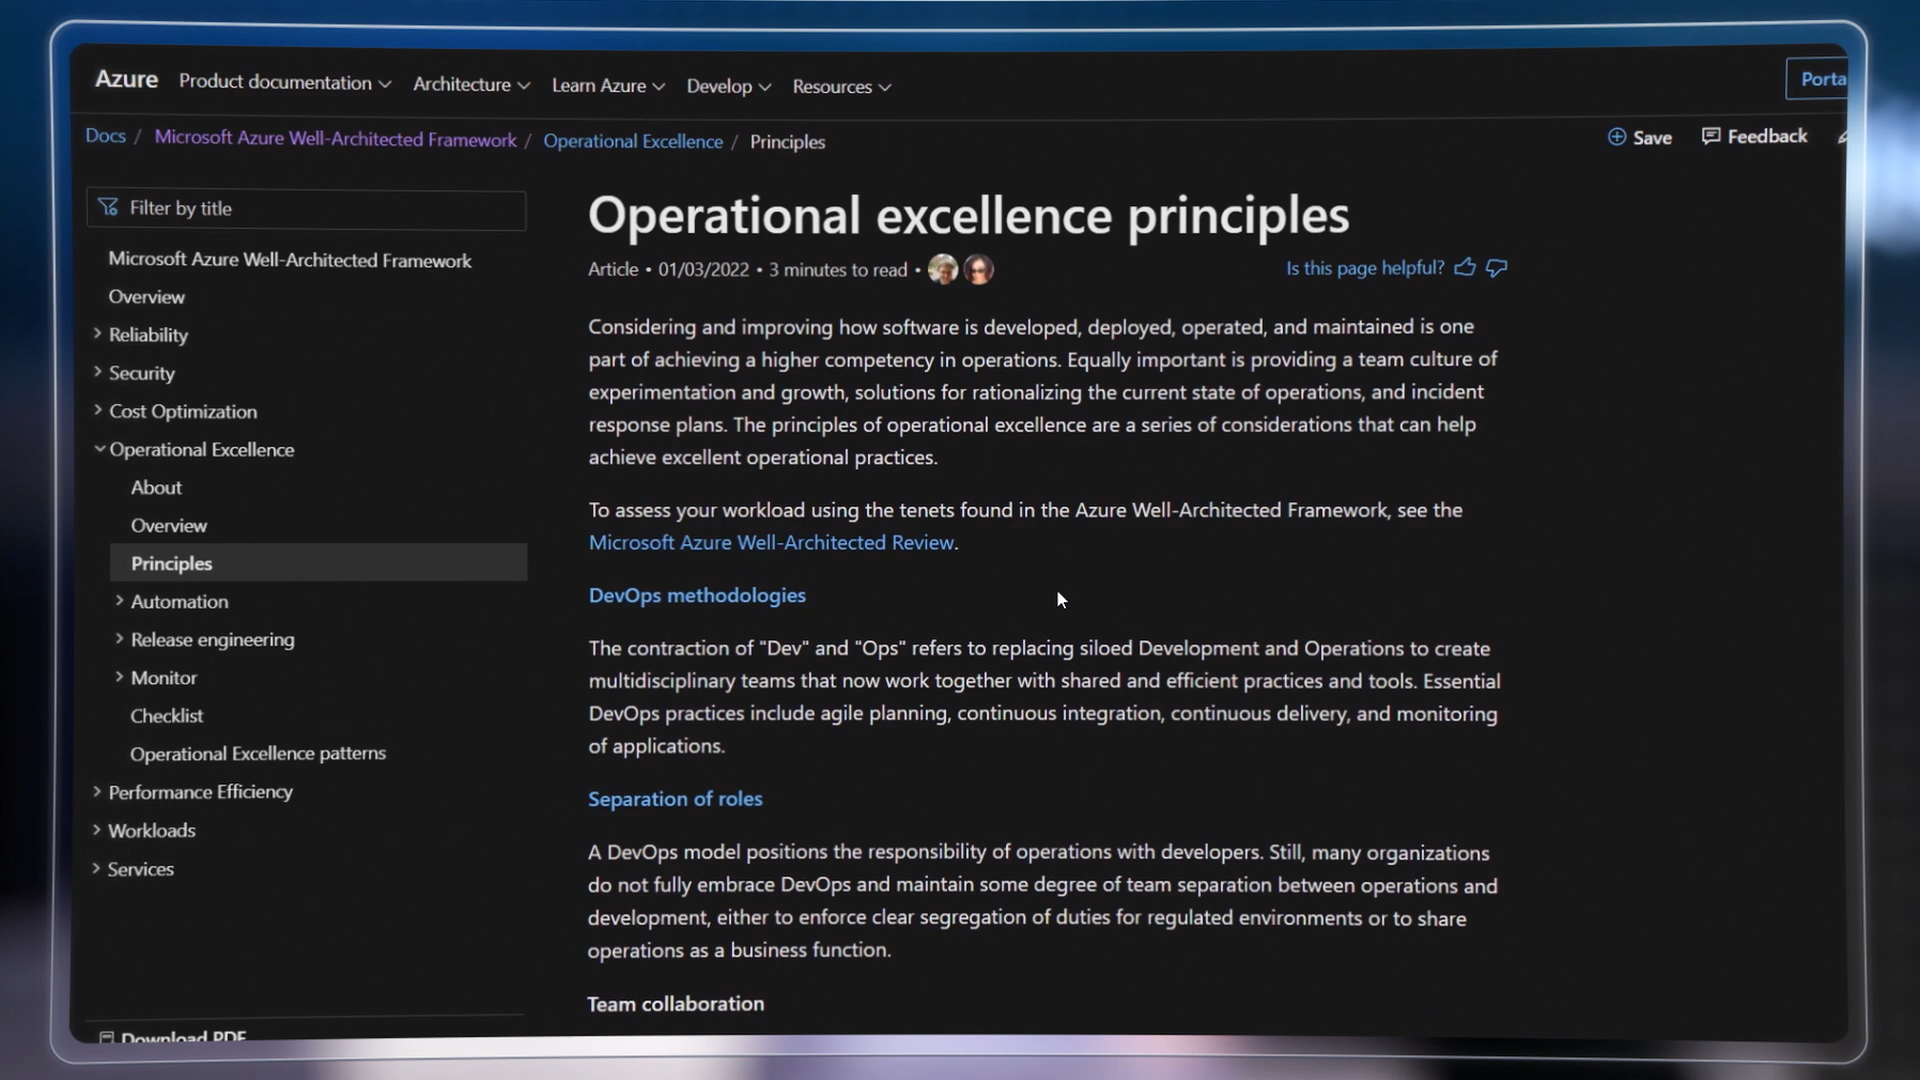 Azure Product documentation Architecture Learn Azure Develop Resources
Docs / Microsoft Azure Well-Architected Framework / Operational Excellence / Principles
Save Feedback
Filter by title
Microsoft Azure Well-Architected Framework
Overview
Reliability
Security
Cost Optimization
Operational Excellence
About
Overview
Principles
Automation
Release engineering
Monitor
Checklist
Operational Excellence patterns
Performance Efficiency
Workloads
Services
Download PDF
Operational excellence principles
Article • 01/03/2022 • 3 minutes to read •
Is this page helpful?
Considering and improving how software is developed, deployed, operated, and maintained is one
part of achieving a higher competency in operations. Equally important is providing a team culture of
experimentation and growth, solutions for rationalizing the current state of operations, and incident
response plans. The principles of operational excellence are a series of considerations that can help
achieve excellent operational practices.
To assess your workload using the tenets found in the Azure Well-Architected Framework, see the
Microsoft Azure Well-Architected Review.
DevOps methodologies
The contraction of "Dev" and "Ops" refers to replacing siloed Development and Operations to create
multidisciplinary teams that now work together with shared and efficient practices and tools. Essential
DevOps practices include agile planning, continuous integration, continuous delivery, and monitoring
of applications.
Separation of roles
A DevOps model positions the responsibility of operations with developers. Still, many organizations
do not fully embrace DevOps and maintain some degree of team separation between operations and
development, either to enforce clear segregation of duties for regulated environments or to share
operations as a business function.
Team collaboration